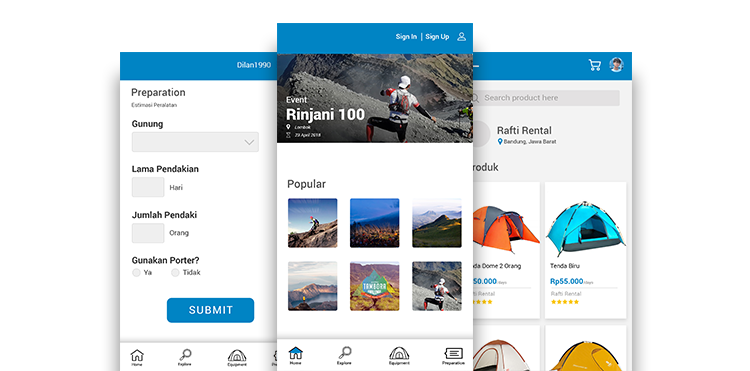 Dilan1990
Preparation
Estimasi Peralatan
Gunung
Lama Pendakian
Hari
Jumlah Pendaki
Orang
Gunakan Porter?
Ya
Tidak
SUBMIT
Home
Explore
Equipment
Sign In | Sign Up
Event
Rinjani 100
Lombok
29 April 2018
Popular
TAMBORA
Home
Explore
Equipment
Preparation
Search product here
Rafti Rental
Bandung, Jawa Barat
roduk
nda Dome 2 Orang
50.000
Rafti Rental
Tenda Biru
Rp55.000
Rafti Rental